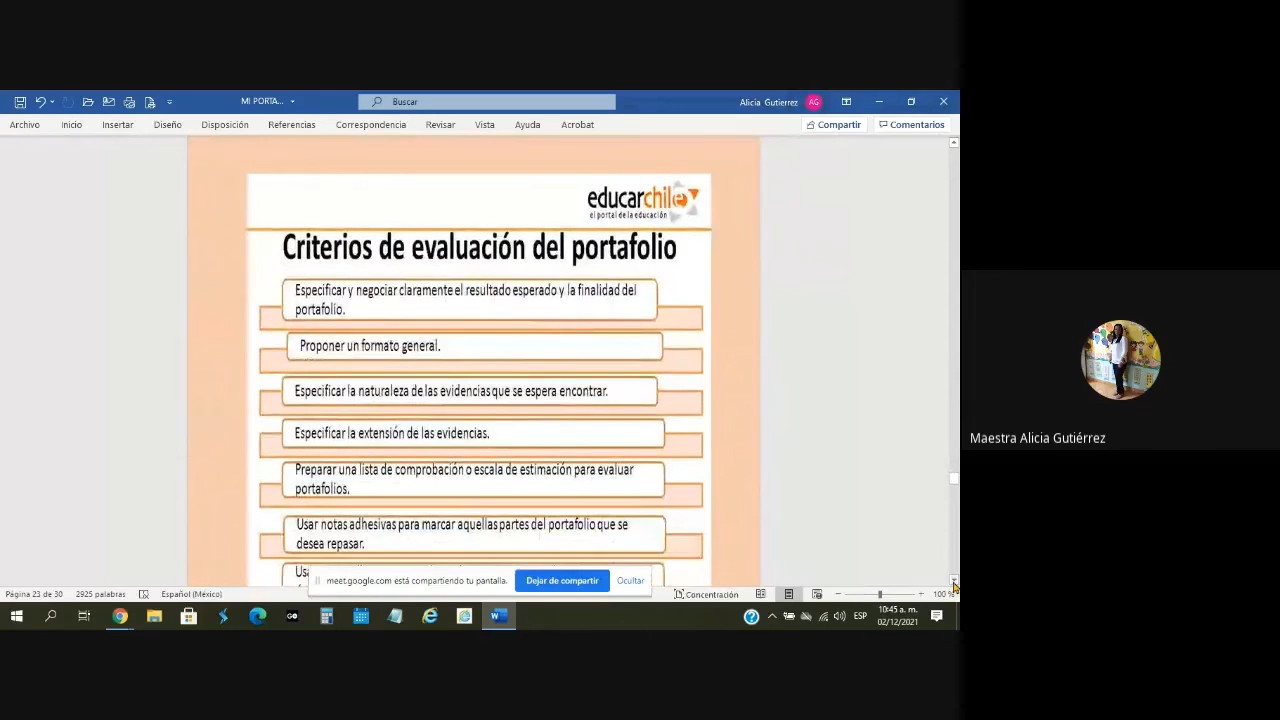 MI PORTA...
Buscar
Alicia Gutierrez
AG
Archivo
Inicio
Insertar
Diseño
Disposición
Referencias
Correspondencia
Revisar
Vista
Ayuda
Acrobat
Compartir
Comentarios
educarchile
el portal de la educación
Criterios de evaluación del portafolio
Especificar y negociar claramente el resultado esperado y la finalidad del
portafolio.
Proponer un formato general.
Especificar la naturaleza de las evidencias que se espera encontrar.
Especificar la extensión de las evidencias.
Preparar una lista de comprobación o escala de estimación para evaluar
portafolios.
Usar notas adhesivas para marcar aquellas partes del portafolio que se
desea repasar.
meet.google.com está compartiendo tu pantalla.
Dejar de compartir
Ocultar
Maestra Alicia Gutiérrez
Página 23 de 30
2925 palabras
Español (México)
Concentración
100 %
GO
ESP
10:45 a. m.
02/12/2021